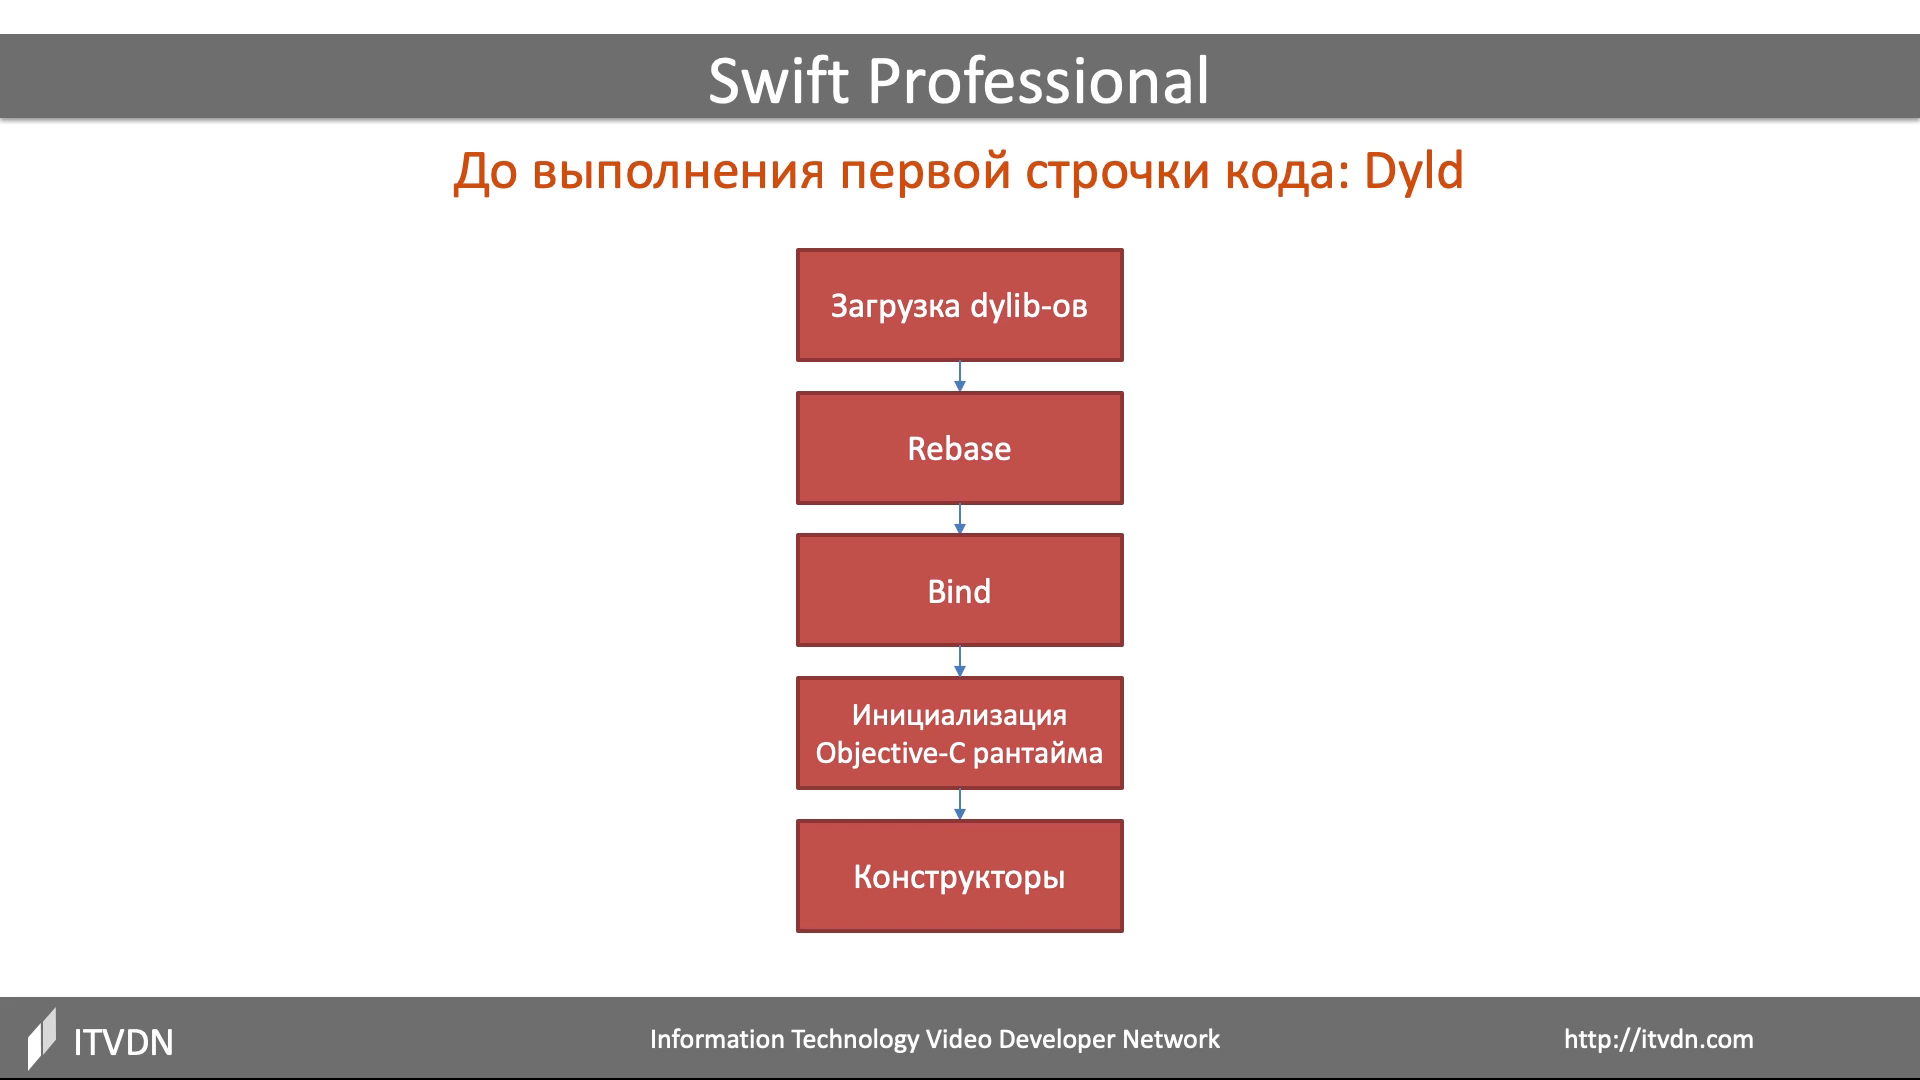 Swift Professional
До выполнения первой строчки кода: Dyld
Загрузка dylib-ов
Rebase
Bind
Инициализация
Objective-C рантайма
Конструкторы
ITVDN
Information Technology Video Developer Network
http://itvdn.com